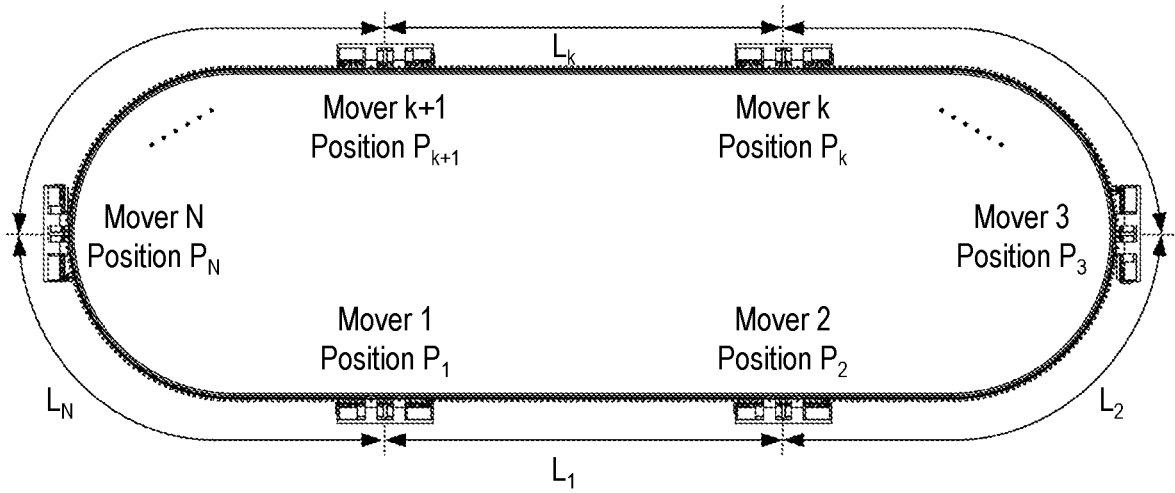 L_k
Mover k+1
Position P_k+1
Mover k
Position P_k
Mover N
Position P_N
Mover 3
Position P_3
Mover 1
Position P_1
Mover 2
Position P_2
L_N
L_2
L_1